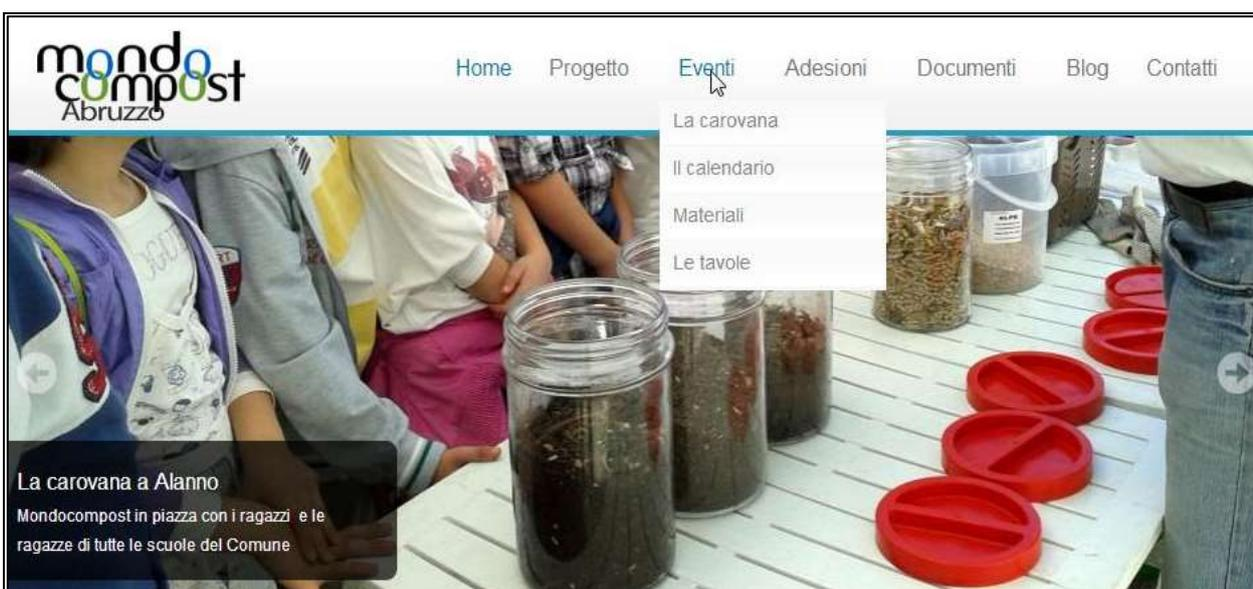 mondo
compost
Abruzzo
Home Progetto Eventi Adesioni Documenti Blog Contatti
La carovana
Il calendario
Materiali
Le tavole
La carovana a Alanno
Mondocompost in piazza con i ragazzi e le
ragazze di tutte le scuole del Comune